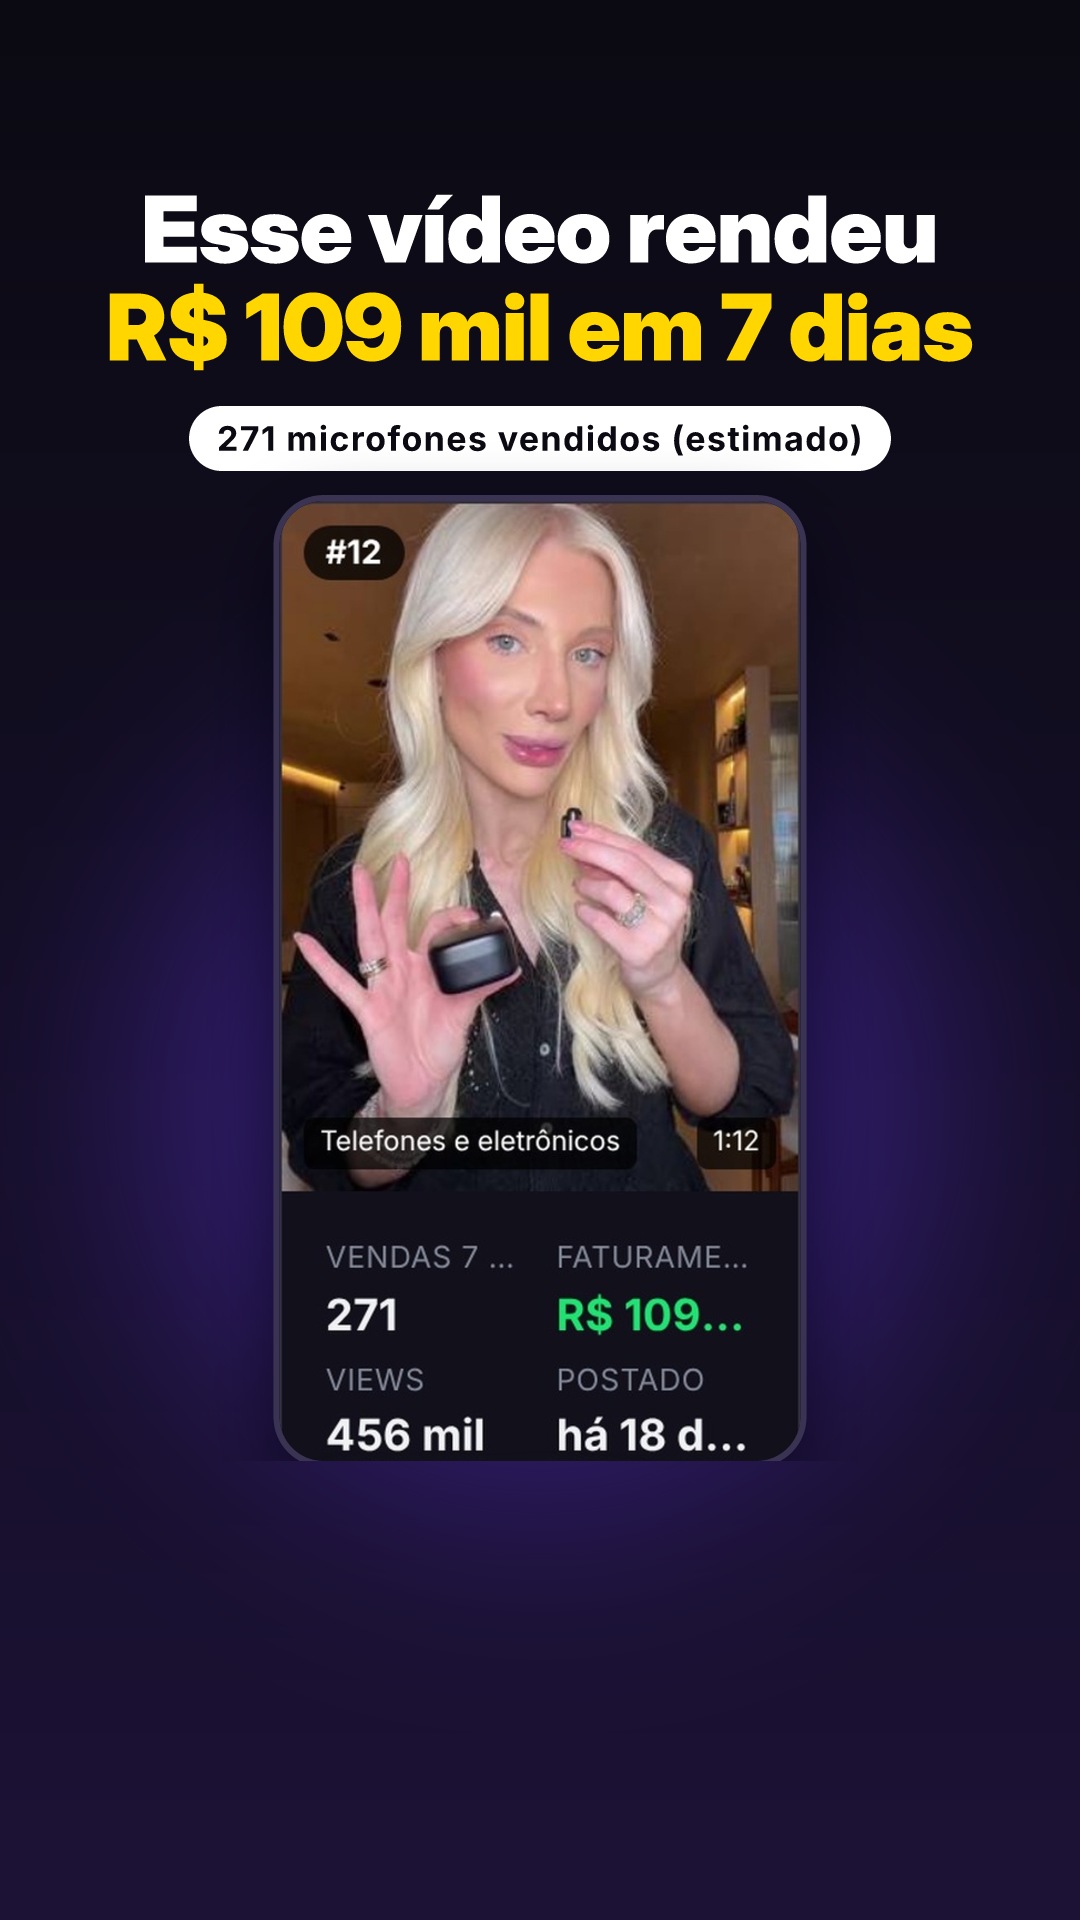 Esse vídeo rendeu
R$ 109 mil em 7 dias
271 microfones vendidos (estimado)
#12
Telefones e eletrônicos
1:12
VENDAS 7 ...
FATURAME...
271
R$ 109...
VIEWS
POSTADO
456 mil
há 18 d...